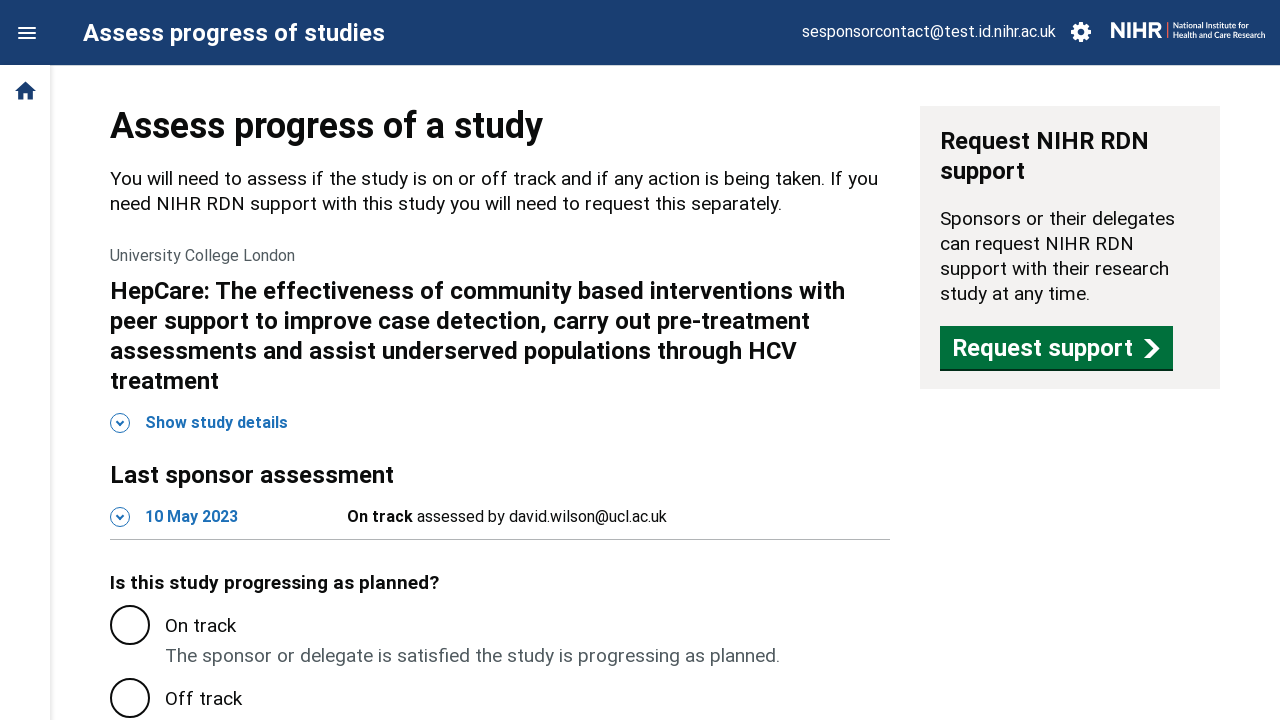 Assess progress of studies
sesponsorcontact@test.id.nihr.ac.uk
NIHR | National Institute for
Health and Care Research
Assess progress of a study
You will need to assess if the study is on or off track and if any action is being taken. If you
need NIHR RDN support with this study you will need to request this separately.
University College London
HepCare: The effectiveness of community based interventions with
peer support to improve case detection, carry out pre-treatment
assessments and assist underserved populations through HCV
treatment
Show study details
Last sponsor assessment
10 May 2023 On track assessed by david.wilson@ucl.ac.uk
Is this study progressing as planned?
On track
The sponsor or delegate is satisfied the study is progressing as planned.
Off track
Request NIHR RDN
support
Sponsors or their delegates
can request NIHR RDN
support with their research
study at any time.
Request support